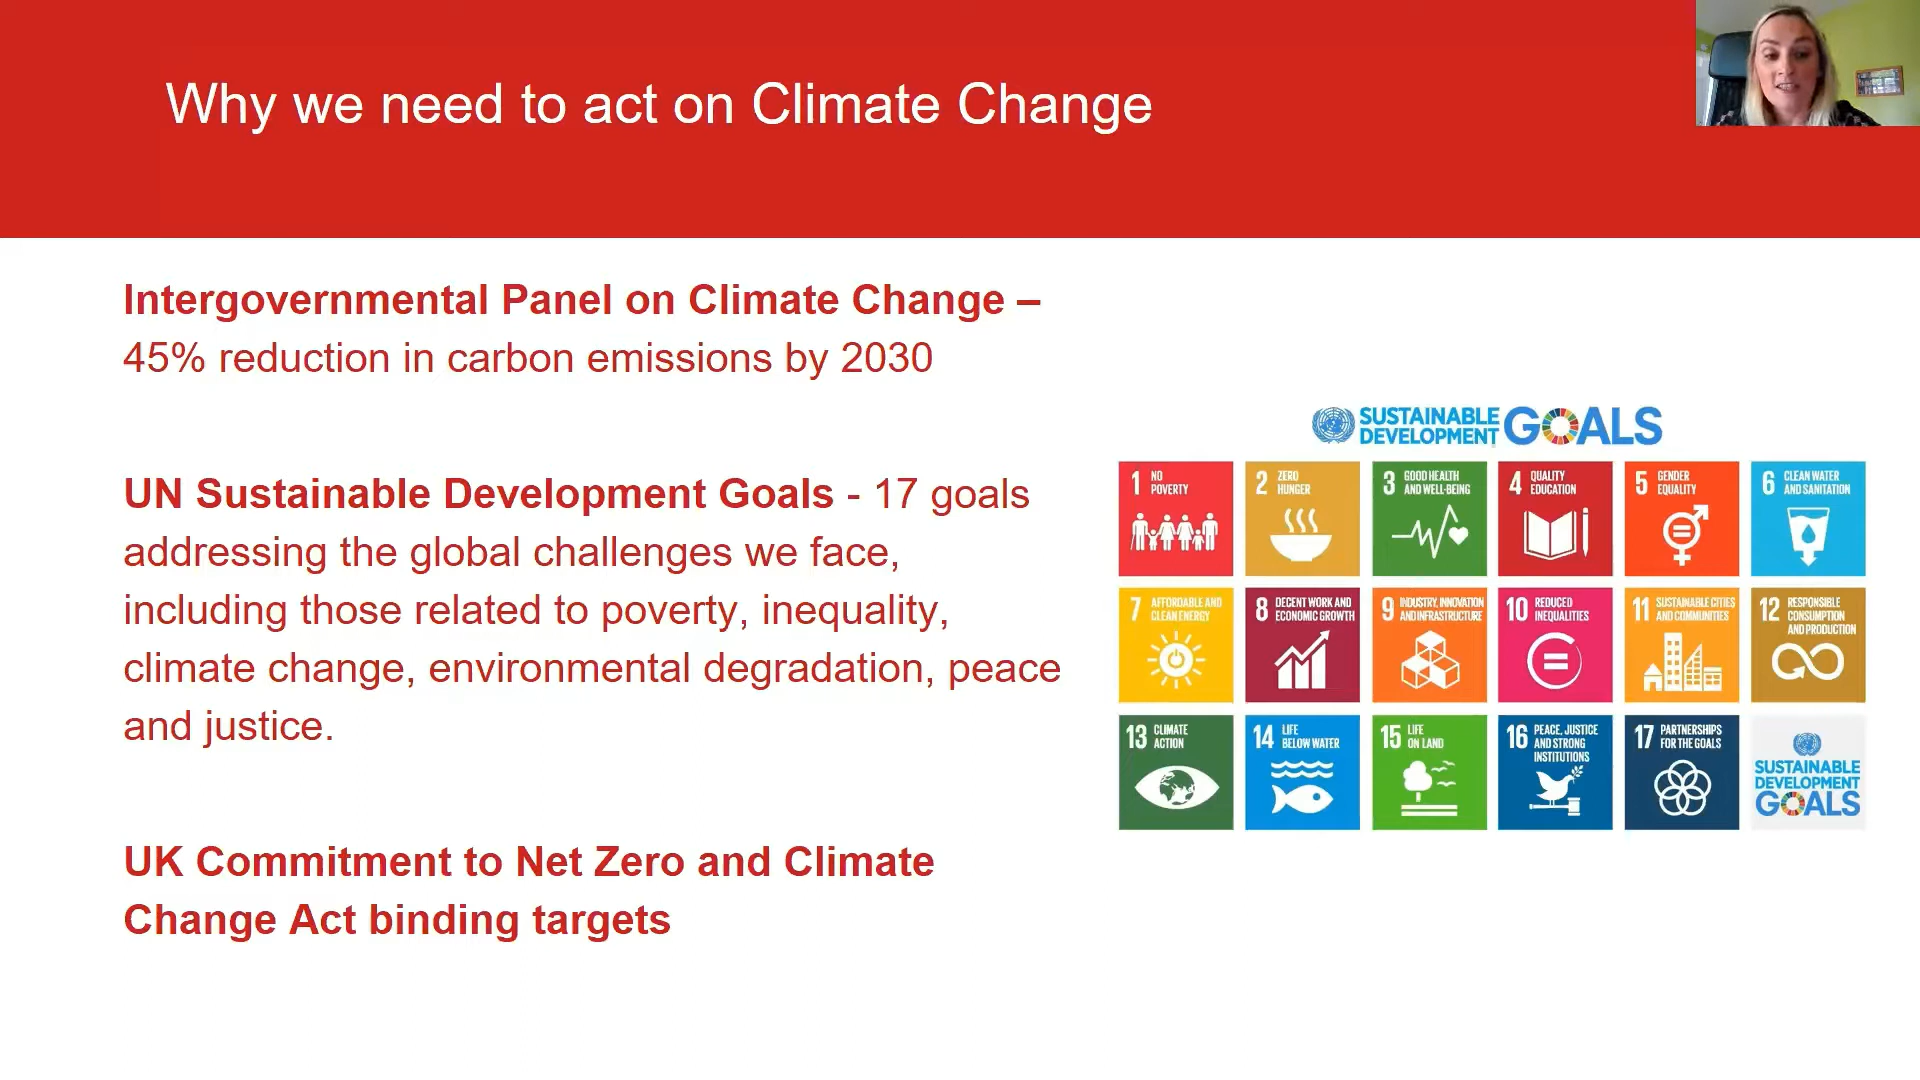 Why we need to act on Climate Change
Intergovernmental Panel on Climate Change –
45% reduction in carbon emissions by 2030
UN Sustainable Development Goals - 17 goals
addressing the global challenges we face,
including those related to poverty, inequality,
climate change, environmental degradation, peace
and justice.
UK Commitment to Net Zero and Climate
Change Act binding targets
SUSTAINABLE
DEVELOPMENT
GOALS
1 NO
POVERTY
2 ZERO
HUNGER
3 GOOD HEALTH
AND WELL-BEING
4 QUALITY
EDUCATION
5 GENDER
EQUALITY
6 CLEAN WATER
AND SANITATION
7 AFFORDABLE AND
CLEAN ENERGY
8 DECENT WORK AND
ECONOMIC GROWTH
9 INDUSTRY, INNOVATION
AND INFRASTRUCTURE
10 REDUCED
INEQUALITIES
11 SUSTAINABLE CITIES
AND COMMUNITIES
12 RESPONSIBLE
CONSUMPTION
AND PRODUCTION
13 CLIMATE
ACTION
14 LIFE
BELOW WATER
15 LIFE
ON LAND
16 PEACE, JUSTICE
AND STRONG
INSTITUTIONS
17 PARTNERSHIPS
FOR THE GOALS
SUSTAINABLE
DEVELOPMENT
GOALS